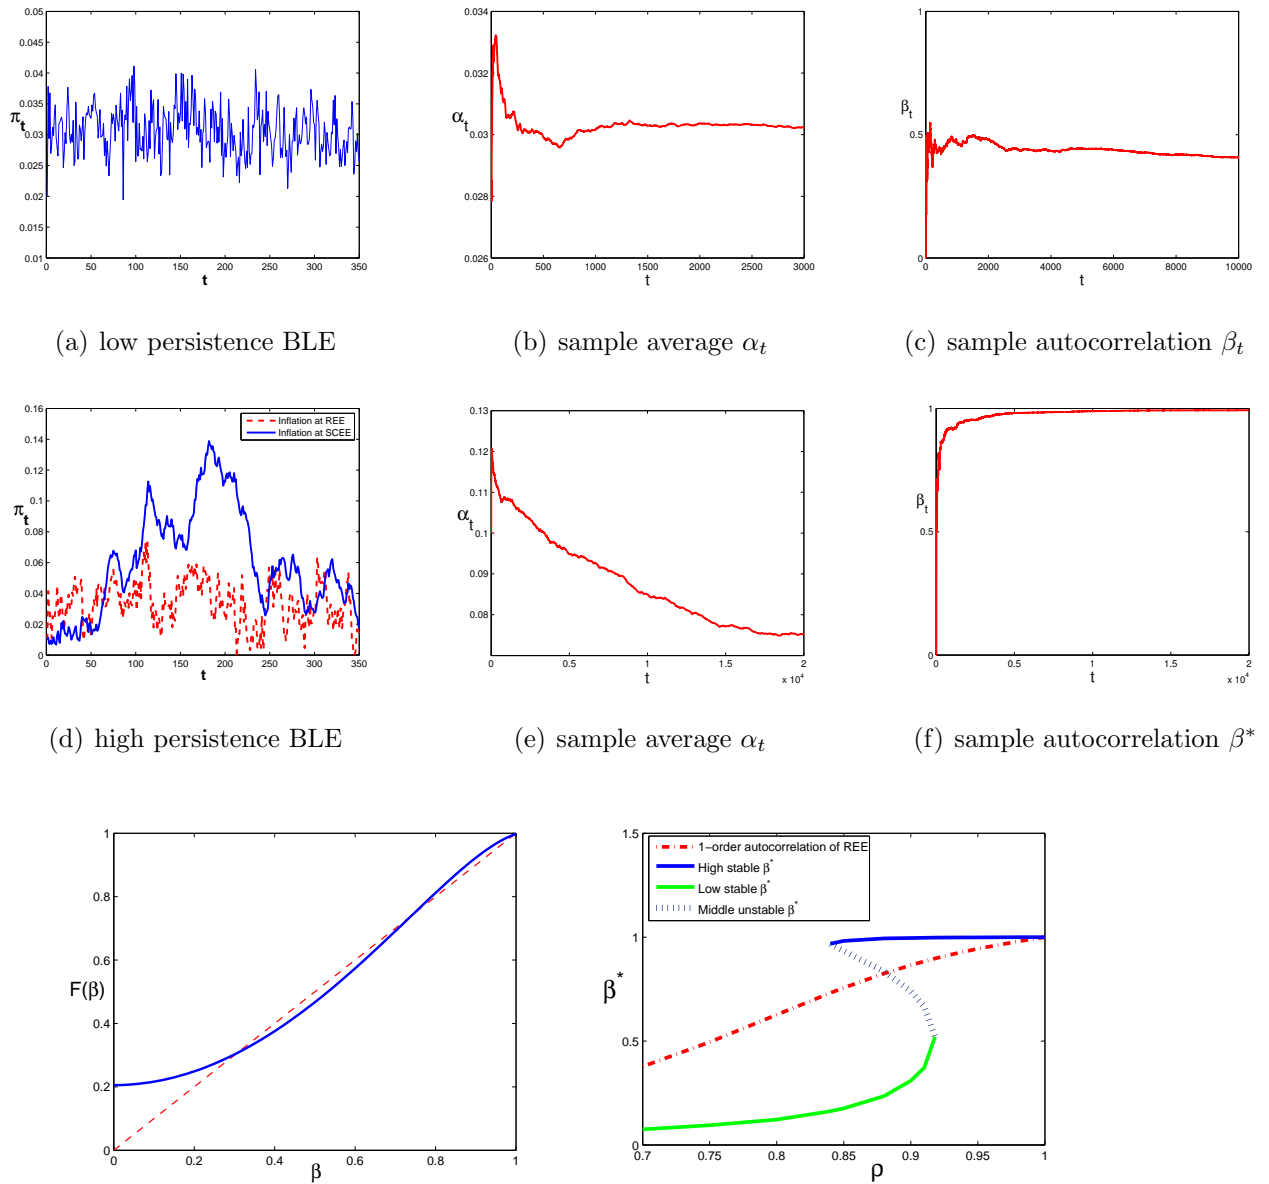 0.05
0.045
0.04
0.035
0.03
0.025
0.02
0.015
0.01
π_t
0 50 100 150 200 250 300 350
t
0.034
0.032
0.03
0.028
0.026
α_t
0 500 1000 1500 2000 2500 3000
t
1
0.5
0
β_t
0 2000 4000 6000 8000 10000
t
(a) low persistence BLE
(b) sample average α_t
(c) sample autocorrelation β_t
0.16
0.14
0.12
0.1
0.08
0.06
0.04
0.02
0
π_t
Inflation at REE
Inflation at SCEE
0 50 100 150 200 250 300 350
t
0.13
0.12
0.11
0.1
0.09
0.08
α_t
0 0.5 1 1.5 2
x 10^4
t
1
0.5
0
β_t
0 0.5 1 1.5 2
x 10^4
t
(d) high persistence BLE
(e) sample average α_t
(f) sample autocorrelation β*
1
0.8
0.6
0.4
0.2
0
F(β)
0 0.2 0.4 0.6 0.8 1
β
1.5
1
0.5
0
β*
1-order autocorrelation of REE
High stable β*
Low stable β*
Middle unstable β*
0.7 0.75 0.8 0.85 0.9 0.95 1
ρ